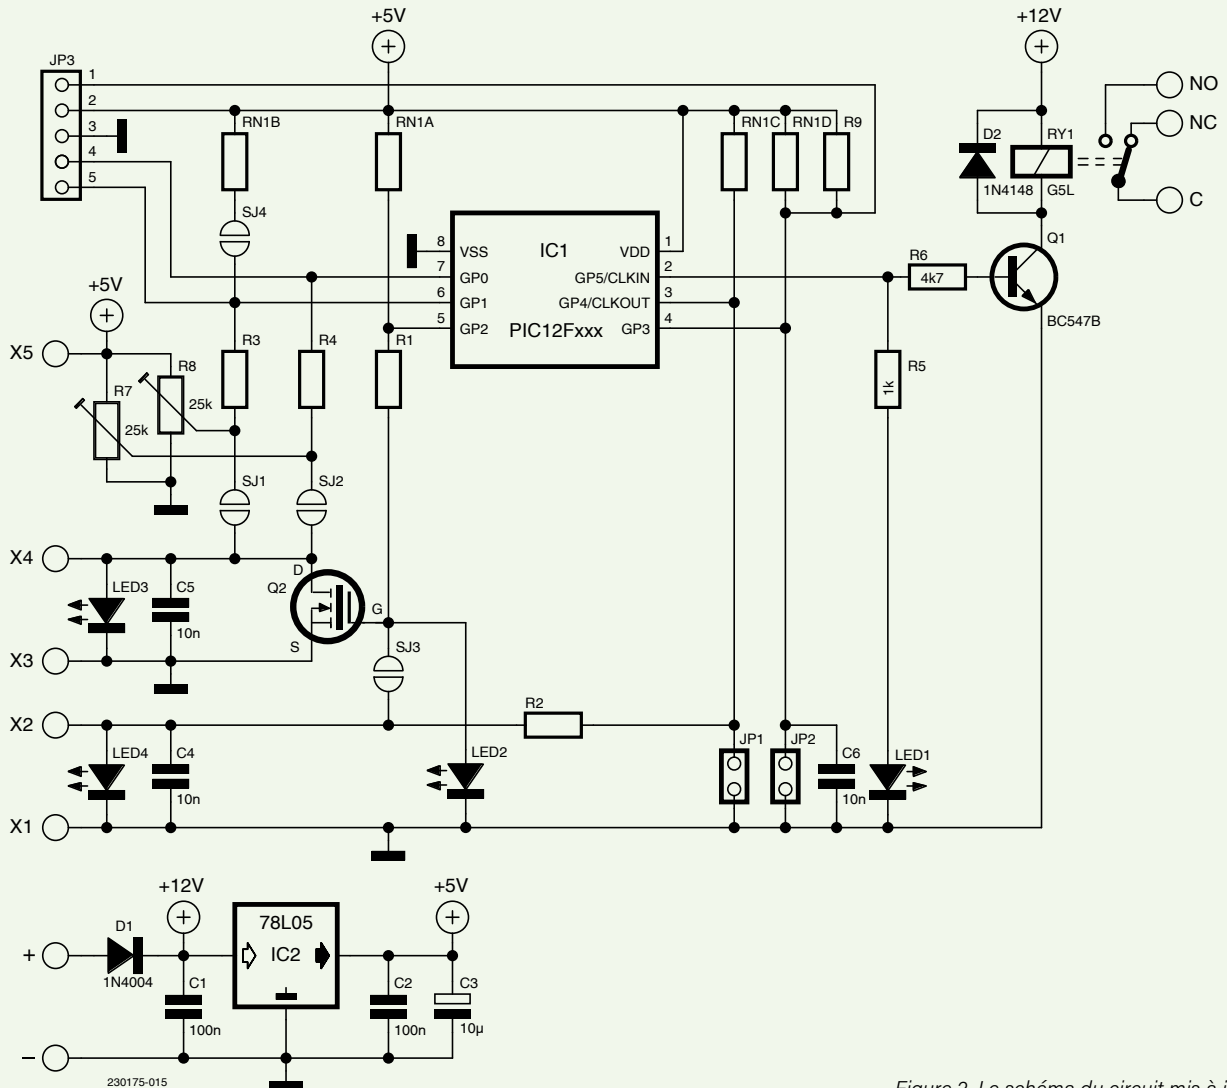 +5V
+12V
JP3
1
2
3
4
5
NO
NC
C
RN1B
RN1A
RN1C
RN1D
R9
D2
1N4148
RY1
G5L
SJ4
8
7
6
5
VSS
GP0
GP1
GP2
IC1
PIC12Fxxx
VDD
GP5/CLKIN
GP4/CLKOUT
GP3
1
2
3
4
R6
4k7
Q1
BC547B
+5V
X5
R7
25k
R8
25k
R3
R4
R1
R5
1k
SJ1
SJ2
X4
LED3
C5
10n
Q2
D
G
S
SJ3
X3
X2
R2
LED4
C4
10n
LED2
JP1
JP2
C6
10n
LED1
X1
+12V
+5V
+
D1
1N4004
78L05
IC2
C1
100n
C2
100n
C3
10µ
–
230175-015
Figure 2. Le schéma du circuit mis à j